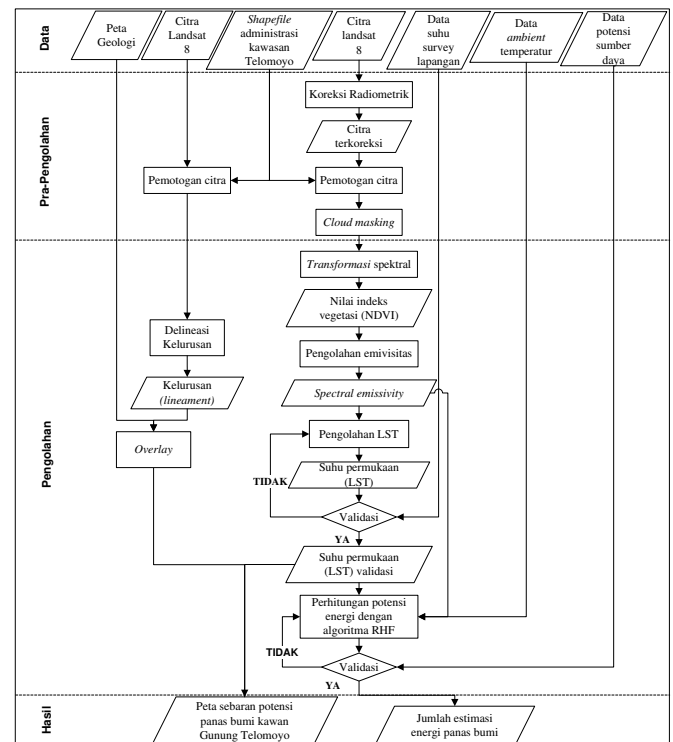 Data
Peta
Geologi
Citra
Landsat
8
Shapefile
administrasi
kawasan
Telomoyo
Citra
landsat
8
Data
suhu
survey
lapangan
Data
ambient
temperatur
Data
potensi
sumber
daya
Pra-Pengolahan
Koreksi Radiometrik
Citra
terkoreksi
Pemotogan citra
Pemotogan citra
Cloud masking
Pengolahan
Transformasi spektral
Nilai indeks
vegetasi (NDVI)
Delineasi
Kelurusan
Pengolahan emivisitas
Kelurusan
(lineament)
Spectral emissivity
Overlay
Pengolahan LST
TIDAK
Suhu permukaan
(LST)
Validasi
YA
Suhu permukaan
(LST) validasi
Perhitungan potensi
energi dengan
algoritma RHF
TIDAK
Validasi
YA
Hasil
Peta sebaran potensi
panas bumi kawan
Gunung Telomoyo
Jumlah estimasi
energi panas bumi